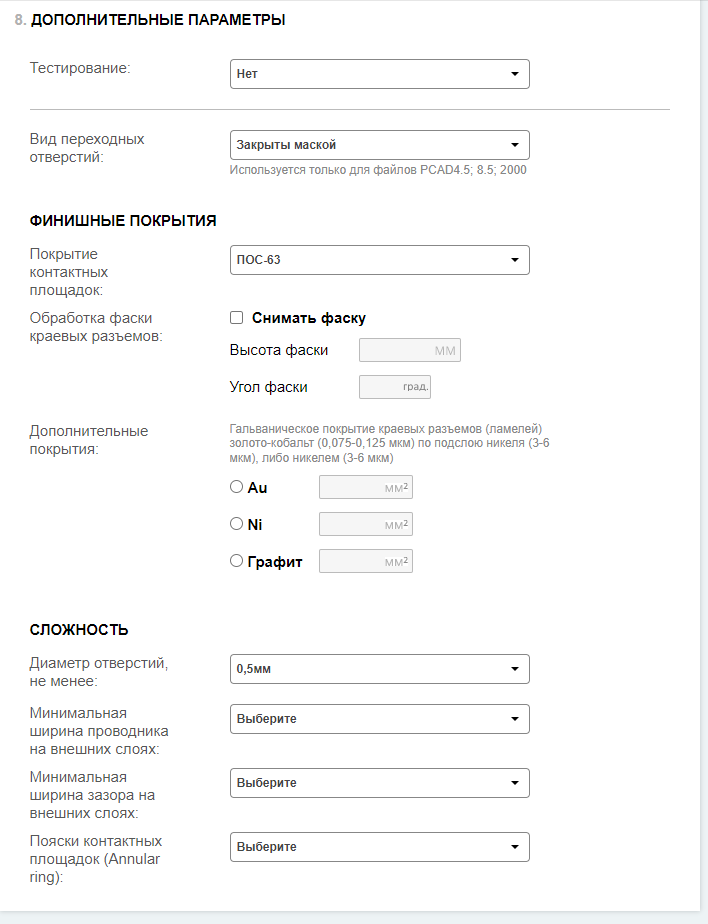 8. ДОПОЛНИТЕЛЬНЫЕ ПАРАМЕТРЫ
Тестирование:
Нет
Вид переходных
отверстий:
Закрыты маской
Используется только для файлов PCAD4.5; 8.5; 2000
ФИНИШНЫЕ ПОКРЫТИЯ
Покрытие
контактных
площадок:
ПОС-63
Обработка фаски
краевых разъемов:
Снимать фаску
Высота фаски
мм
Угол фаски
град.
Дополнительные
покрытия:
Гальваническое покрытие краевых разъемов (ламелей)
золото-кобальт (0,075-0,125 мкм) по подслою никеля (3-6
мкм), либо никелем (3-6 мкм)
Au
мм²
Ni
мм²
Графит
мм²
СЛОЖНОСТЬ
Диаметр отверстий,
не менее:
0,5мм
Минимальная
ширина проводника
на внешних слоях:
Выберите
Минимальная
ширина зазора на
внешних слоях:
Выберите
Пояски контактных
площадок (Annular
ring):
Выберите